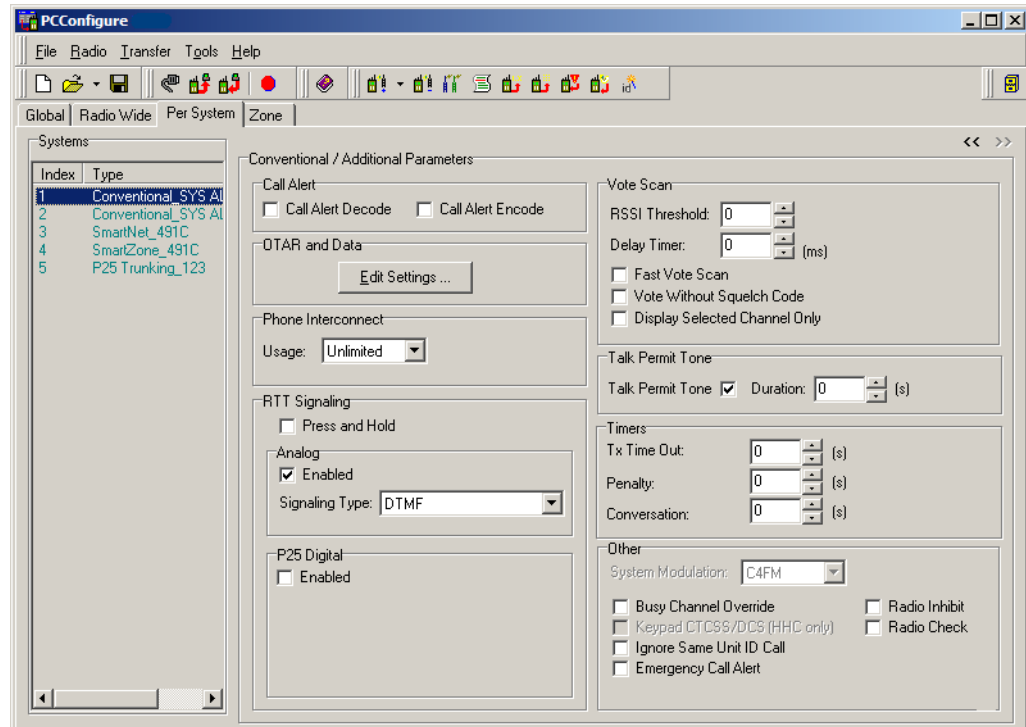 PCConfigure
File Radio Transfer Tools Help
id
Global Radio Wide Per System Zone
Systems
<< >>
Index Type
1 Conventional_SYS AL
2 Conventional_SYS AL
3 SmartNet_491C
4 SmartZone_491C
5 P25 Trunking_123
Conventional / Additional Parameters
Call Alert
Call Alert Decode Call Alert Encode
OTAR and Data
Edit Settings ...
Phone Interconnect
Usage: Unlimited
RTT Signaling
Press and Hold
Analog
Enabled
Signaling Type: DTMF
P25 Digital
Enabled
Vote Scan
RSSI Threshold: 0
Delay Timer: 0 (ms)
Fast Vote Scan
Vote Without Squelch Code
Display Selected Channel Only
Talk Permit Tone
Talk Permit Tone Duration: 0 (s)
Timers
Tx Time Out: 0 (s)
Penalty: 0 (s)
Conversation: 0 (s)
Other
System Modulation: C4FM
Busy Channel Override Radio Inhibit
Keypad CTCSS/DCS (HHC only) Radio Check
Ignore Same Unit ID Call
Emergency Call Alert